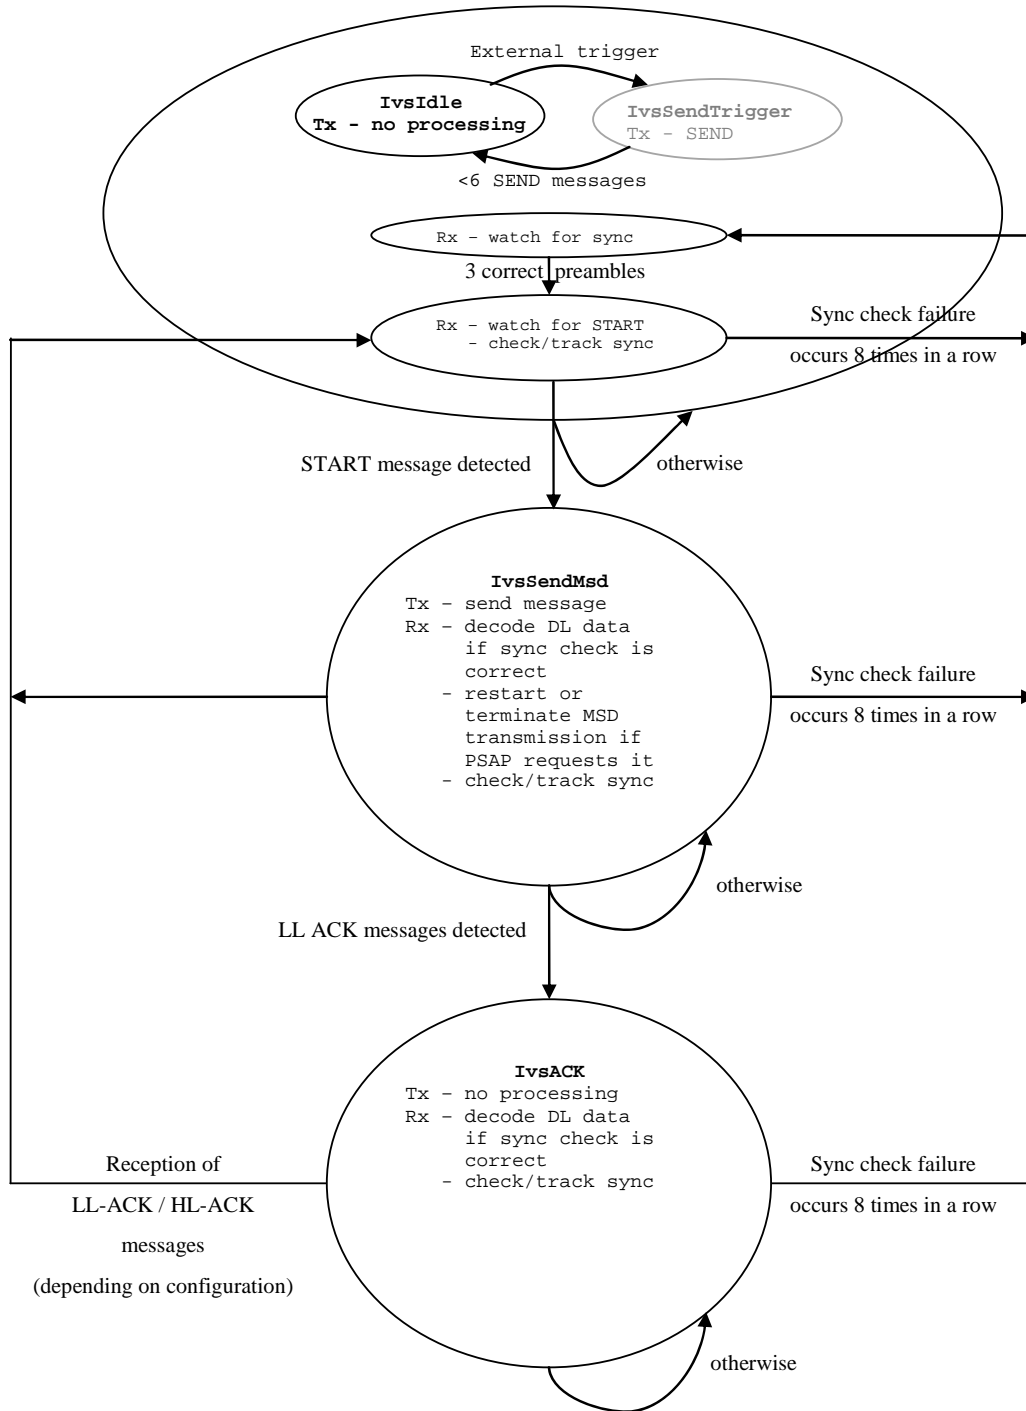 External trigger
IvsIdle
Tx - no processing
IvsSendTrigger
Tx - SEND
<6 SEND messages
Rx – watch for sync
3 correct preambles
Rx – watch for START
- check/track sync
Sync check failure
occurs 8 times in a row
START message detected
otherwise
IvsSendMsd
Tx – send message
Rx – decode DL data
if sync check is
correct
- restart or
terminate MSD
transmission if
PSAP requests it
- check/track sync
Sync check failure
occurs 8 times in a row
otherwise
LL ACK messages detected
IvsACK
Tx – no processing
Rx – decode DL data
if sync check is
correct
- check/track sync
Reception of
LL-ACK / HL-ACK
messages
(depending on configuration)
Sync check failure
occurs 8 times in a row
otherwise